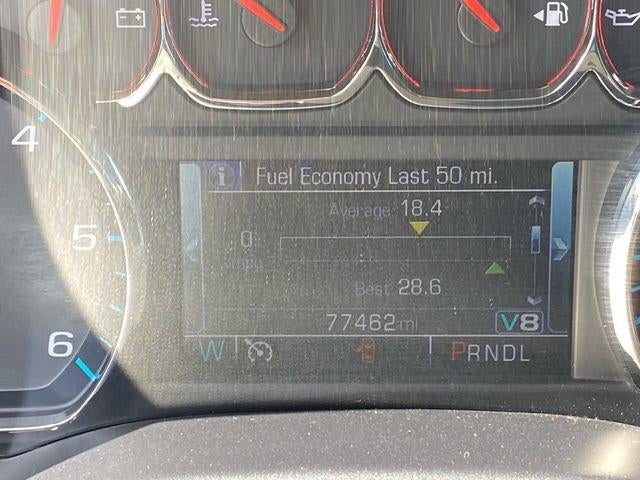 4
5
6
i Fuel Economy Last 50 mi.
Average: 18.4
0
mpg
Best: 28.6
77462 mi V8
W PRNDL